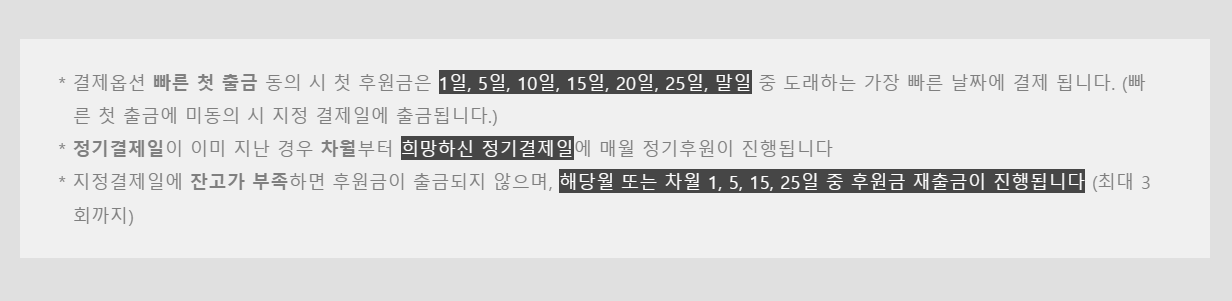 * 결제옵션 빠른 첫 출금 동의 시 첫 후원금은 1일, 5일, 10일, 15일, 20일, 25일, 말일 중 도래하는 가장 빠른 날짜에 결제 됩니다. (빠
른 첫 출금에 미동의 시 지정 결제일에 출금됩니다.)
* 정기결제일이 이미 지난 경우 차월부터 희망하신 정기결제일에 매월 정기후원이 진행됩니다
* 지정결제일에 잔고가 부족하면 후원금이 출금되지 않으며, 해당월 또는 차월 1, 5, 15, 25일 중 후원금 재출금이 진행됩니다 (최대 3
회까지)